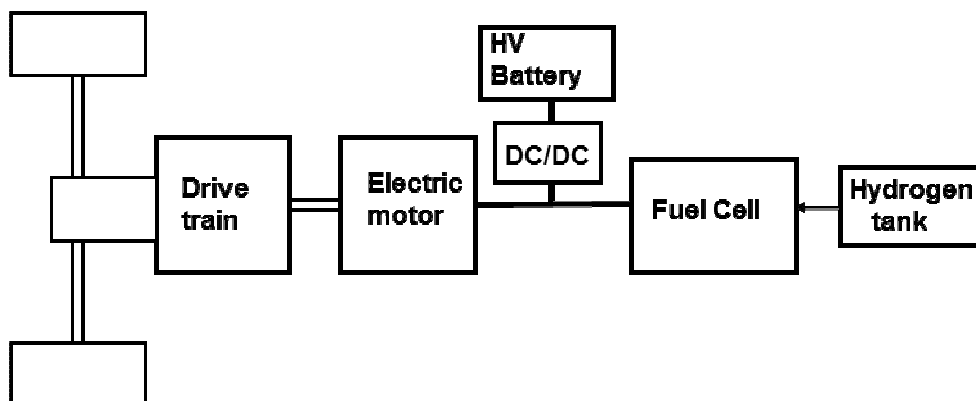 HV
Battery
DC/DC
Drive
train
Electric
motor
Fuel Cell
Hydrogen
tank